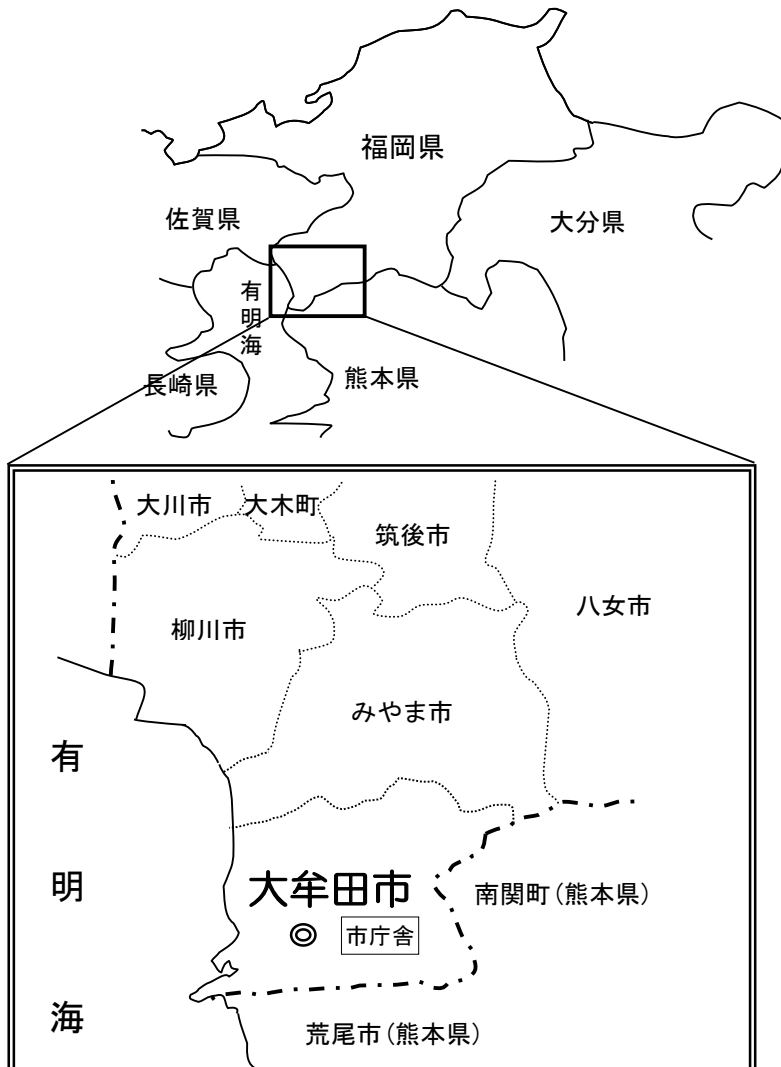 福岡県
佐賀県
大分県
有明海
長崎県
熊本県
大川市
大木町
筑後市
八女市
柳川市
みやま市
有明海
大牟田市
南関町(熊本県)
市庁舎
荒尾市(熊本県)